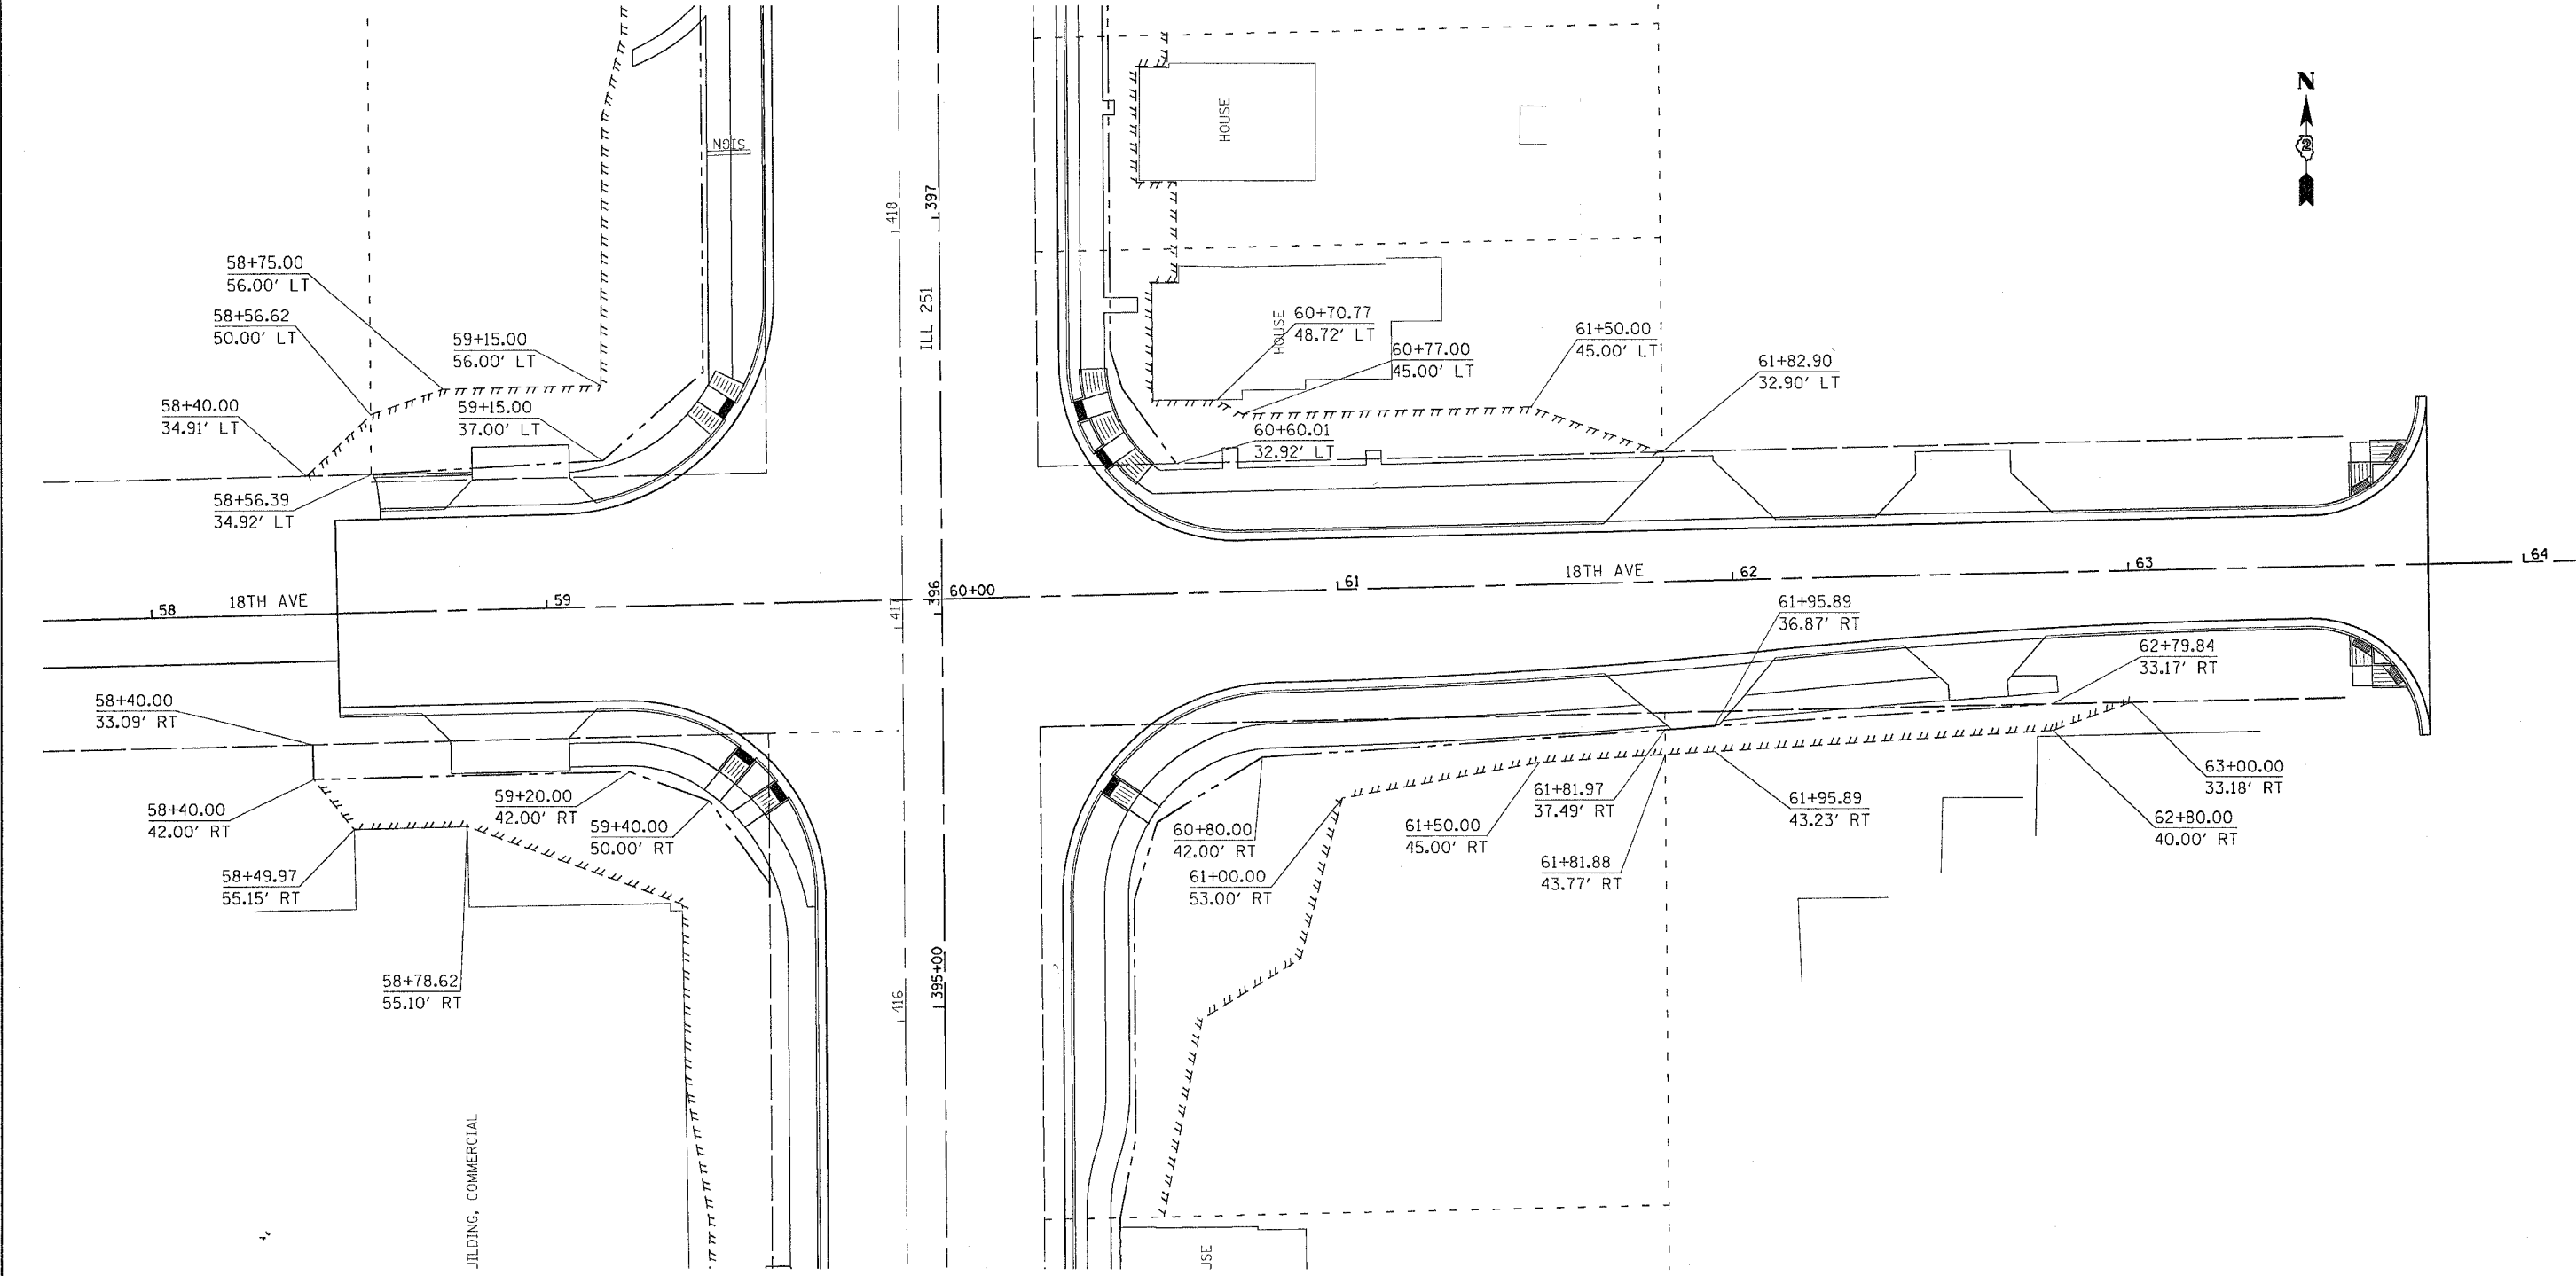 N
2
SIGN
418
397
ILL 251
HOUSE
HOUSE
58+75.00
56.00' LT
58+56.62
50.00' LT
59+15.00
56.00' LT
58+40.00
34.91' LT
59+15.00
37.00' LT
58+56.39
34.92' LT
60+70.77
48.72' LT
60+77.00
45.00' LT
61+50.00
45.00' LT
61+82.90
32.90' LT
60+60.01
32.92' LT
58
18TH AVE
59
417
396
60+00
61
18TH AVE
62
63
64
61+95.89
36.87' RT
62+79.84
33.17' RT
58+40.00
33.09' RT
58+40.00
42.00' RT
59+20.00
42.00' RT
59+40.00
50.00' RT
58+49.97
55.15' RT
58+78.62
55.10' RT
60+80.00
42.00' RT
61+00.00
53.00' RT
61+50.00
45.00' RT
61+81.97
37.49' RT
61+81.88
43.77' RT
61+95.89
43.23' RT
63+00.00
33.18' RT
62+80.00
40.00' RT
416
395+00
UILDING, COMMERCIAL
USE